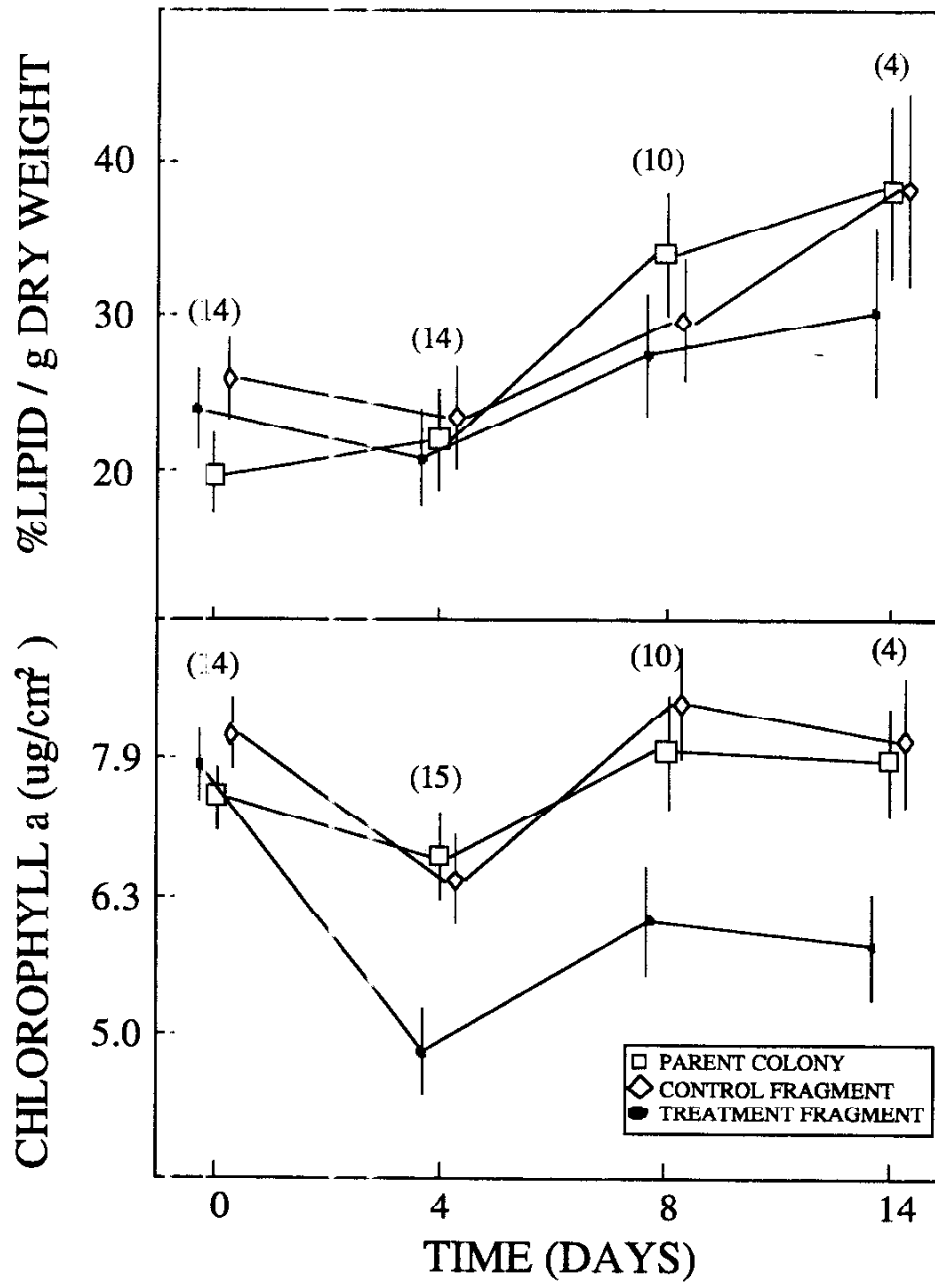 %LIPID / g DRY WEIGHT
40
30
20
(14)
(14)
(10)
(4)
CHLOROPHYLL a (ug/cm²)
7.9
6.3
5.0
(14)
(15)
(10)
(4)
PARENT COLONY
CONTROL FRAGMENT
TREATMENT FRAGMENT
0 4 8 14
TIME (DAYS)